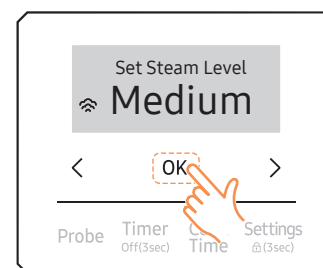 Set Steam Level
Medium
< OK >
Probe Timer Settings
Off(3sec) Time (3sec)